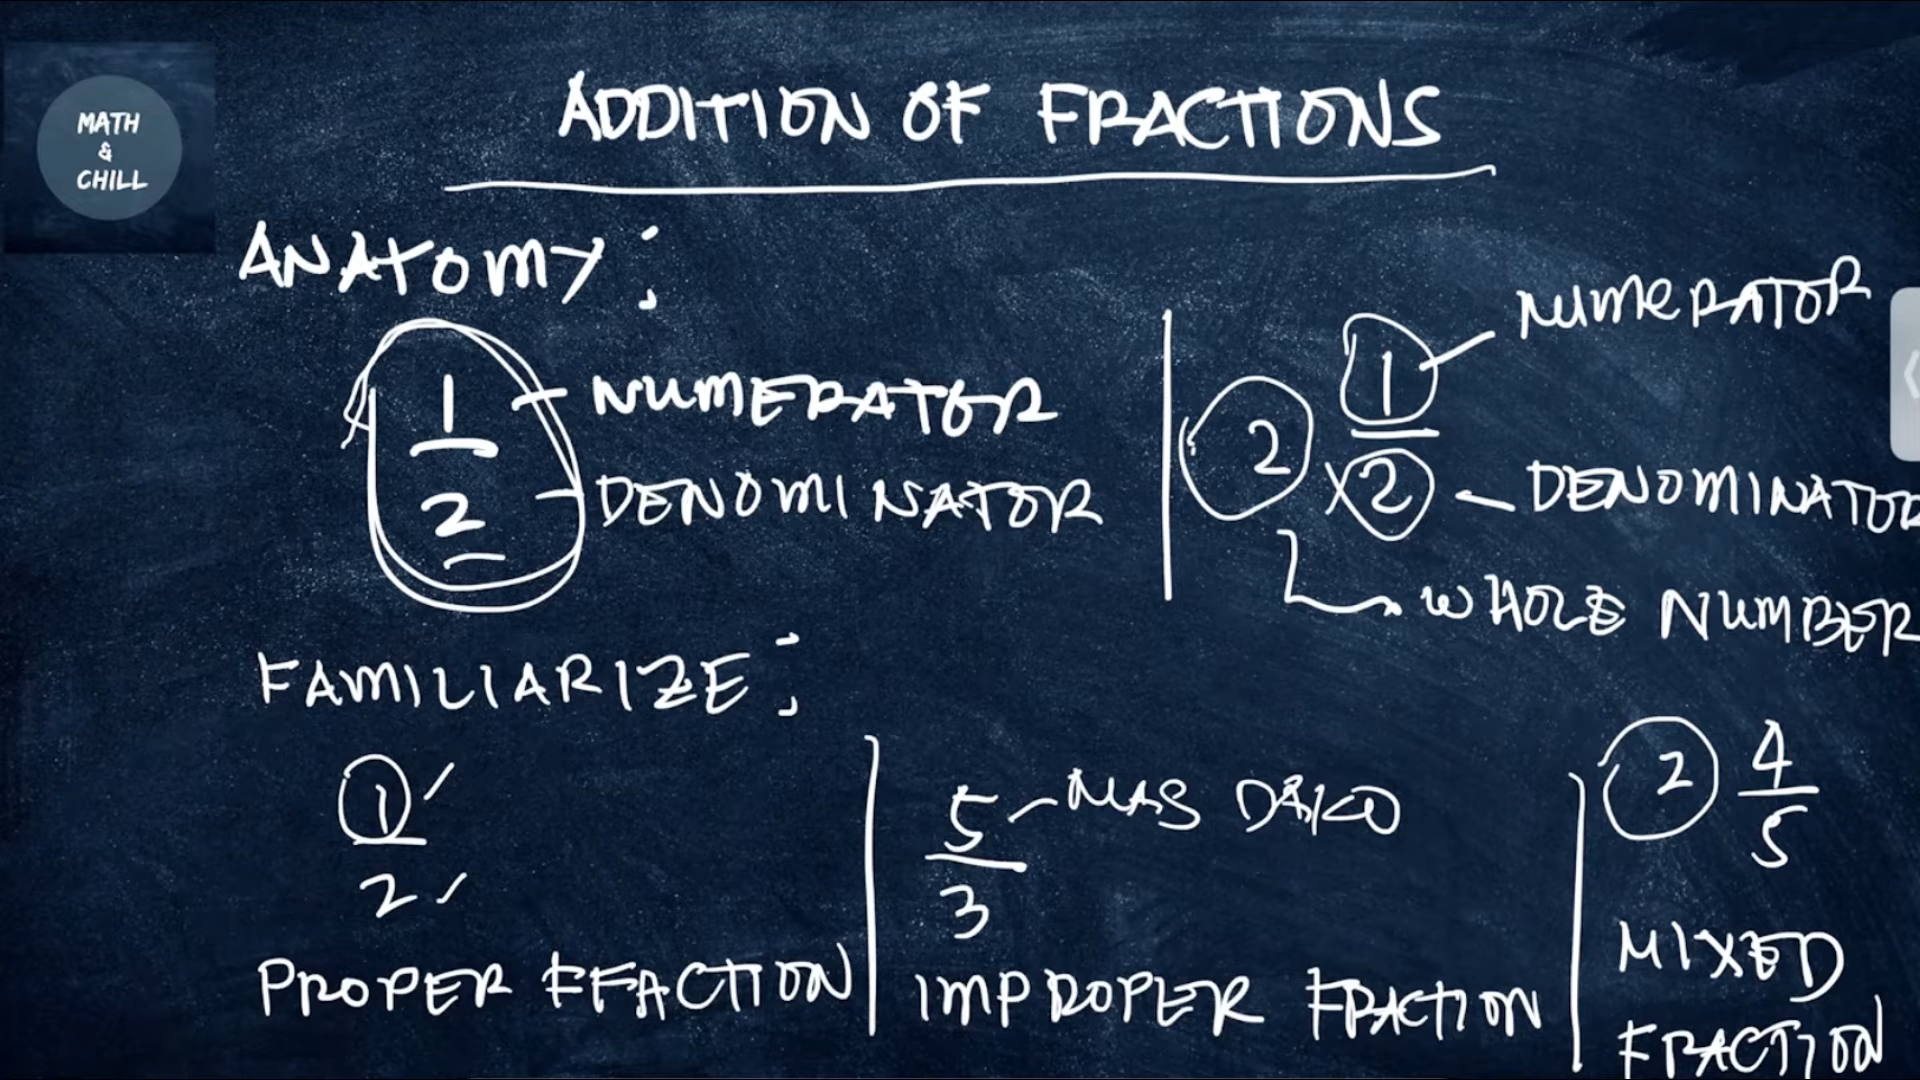 MATH
&
CHILL
ADDITION OF FRACTIONS
ANATOMY:
1 - NUMERATOR
2 - DENOMINATOR
1 - NUMERATOR
2 x 2 - DENOMINATOR
WHOLE NUMBER
FAMILIARIZE:
1
2
PROPER FFACTION
5 - MAS DAKO
3
IMPROPER FRACTION
2 4
5
MIXED
FRACTION